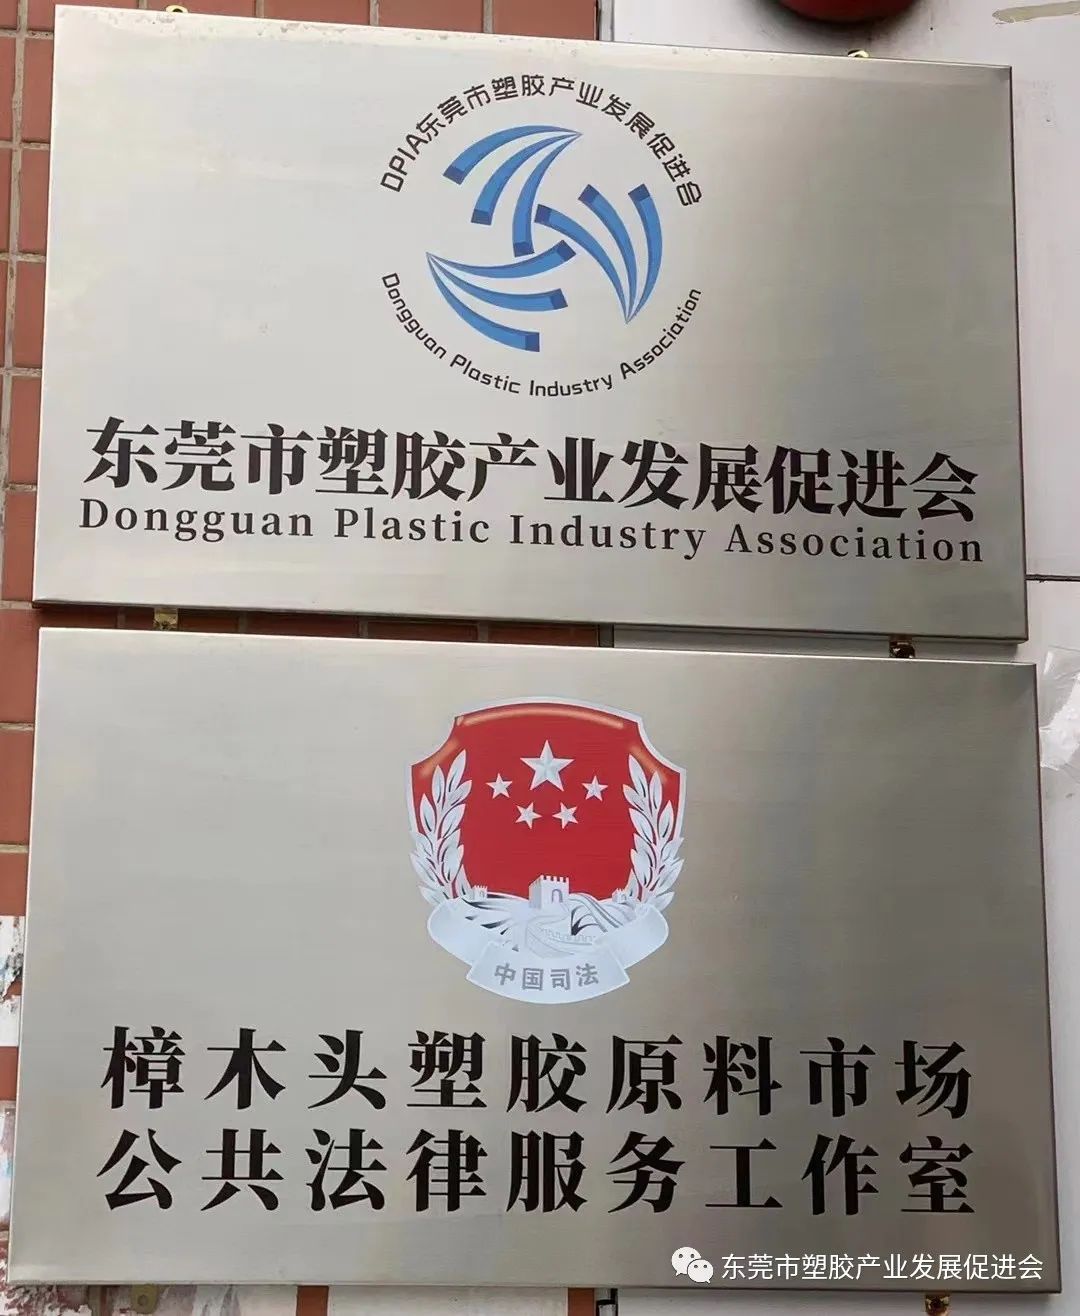 DPIA东莞市塑胶产业发展促进会
Dongguan Plastic Industry Association
东莞市塑胶产业发展促进会
Dongguan Plastic Industry Association
中国司法
樟木头塑胶原料市场
公共法律服务工作室
东莞市塑胶产业发展促进会